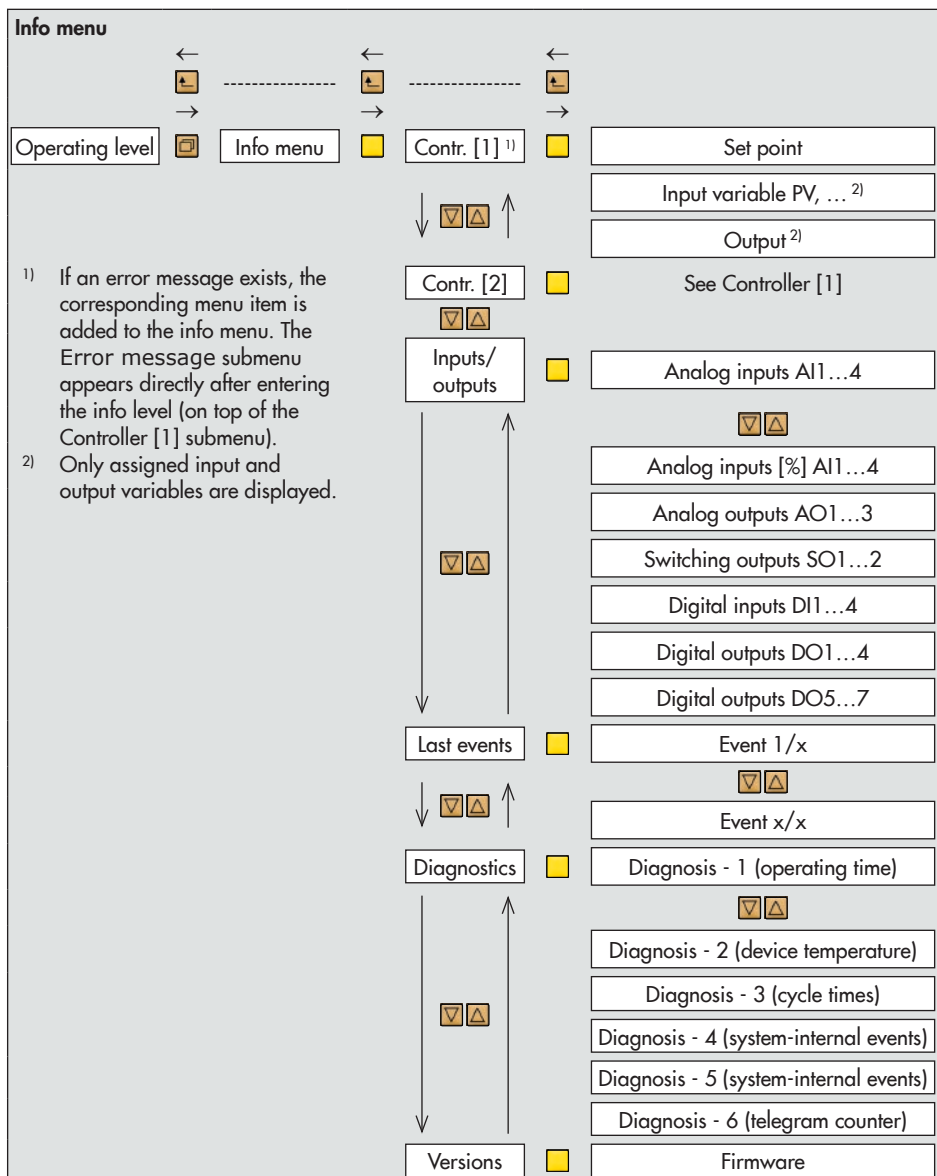 Info menu
Operating level
Info menu
Contr. [1] 1)
Set point
Input variable PV, … 2)
Output 2)
1) If an error message exists, the
corresponding menu item is
added to the info menu. The
Error message submenu
appears directly after entering
the info level (on top of the
Controller [1] submenu).
2) Only assigned input and
output variables are displayed.
Contr. [2]
See Controller [1]
Inputs/
outputs
Analog inputs AI1…4
Analog inputs [%] AI1…4
Analog outputs AO1…3
Switching outputs SO1…2
Digital inputs DI1…4
Digital outputs DO1…4
Digital outputs DO5…7
Last events
Event 1/x
Event x/x
Diagnostics
Diagnosis - 1 (operating time)
Diagnosis - 2 (device temperature)
Diagnosis - 3 (cycle times)
Diagnosis - 4 (system-internal events)
Diagnosis - 5 (system-internal events)
Diagnosis - 6 (telegram counter)
Versions
Firmware